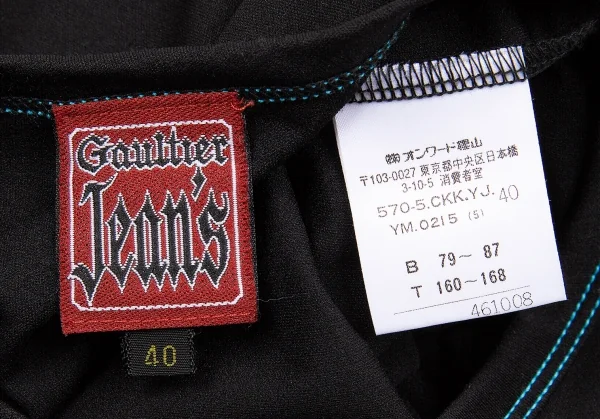 Gaultier
Jean's
40
㈱オンワード樫山
〒103-0027 東京都中央区日本橋
3-10-5 消費者室
570-5.CKK.YJ. 40
YM.0215 (5)
B 79～ 87
T 160～168
461008